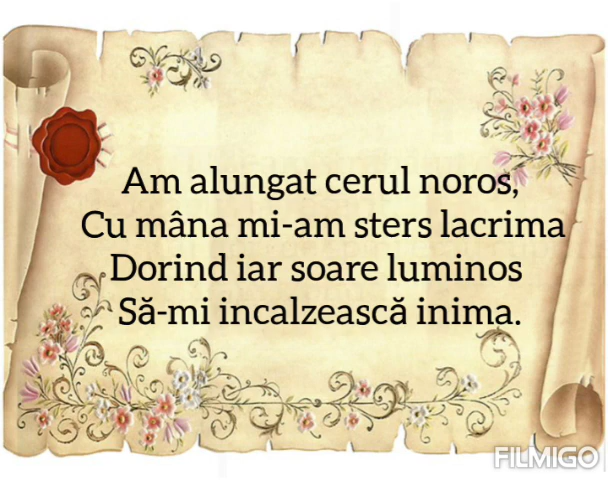 Am alungat cerul noros,
Cu mâna mi-am sters lacrima
Dorind iar soare luminos
Să-mi incalzească inima.
FILMIGO